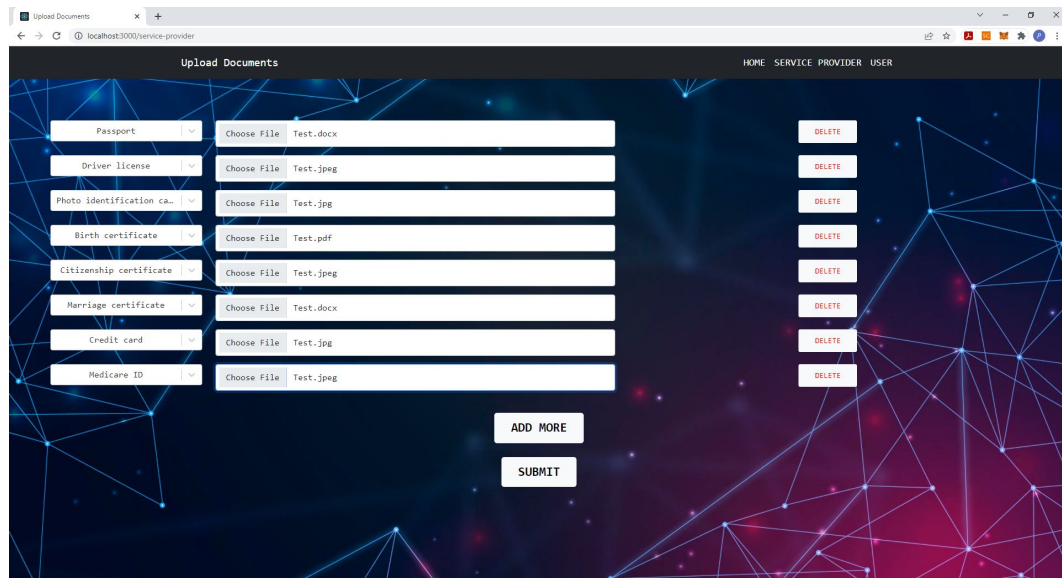 Upload Documents
localhost:3000/service-provider
Upload Documents HOME SERVICE PROVIDER USER
Passport Choose File Test.docx DELETE
Driver license Choose File Test.jpeg DELETE
Photo identification ca… Choose File Test.jpg DELETE
Birth certificate Choose File Test.pdf DELETE
Citizenship certificate Choose File Test.jpeg DELETE
Marriage certificate Choose File Test.docx DELETE
Credit card Choose File Test.jpg DELETE
Medicare ID Choose File Test.jpeg DELETE
ADD MORE
SUBMIT